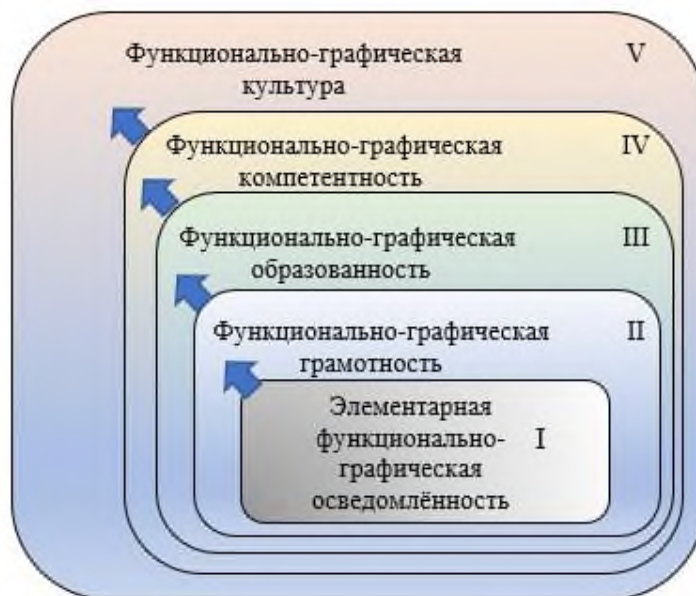 Функционально-графическая V
культура
Функционально-графическая IV
компетентность
Функционально-графическая III
образованность
Функционально-графическая II
грамотность
Элементарная
функционально- I
графическая
осведомлённость